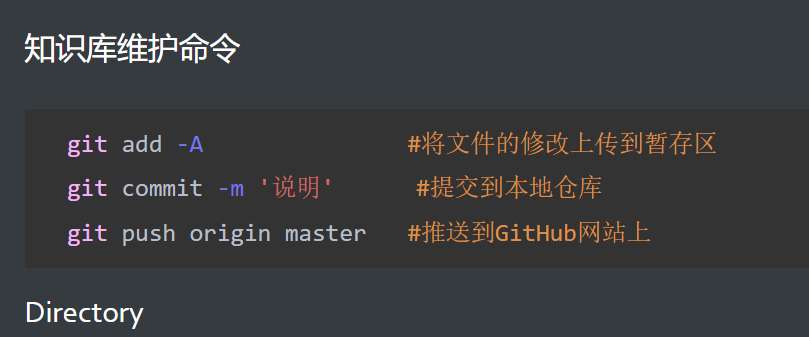 知识库维护命令
git add -A #将文件的修改上传到暂存区
git commit -m '说明' #提交到本地仓库
git push origin master #推送到GitHub网站上
Directory